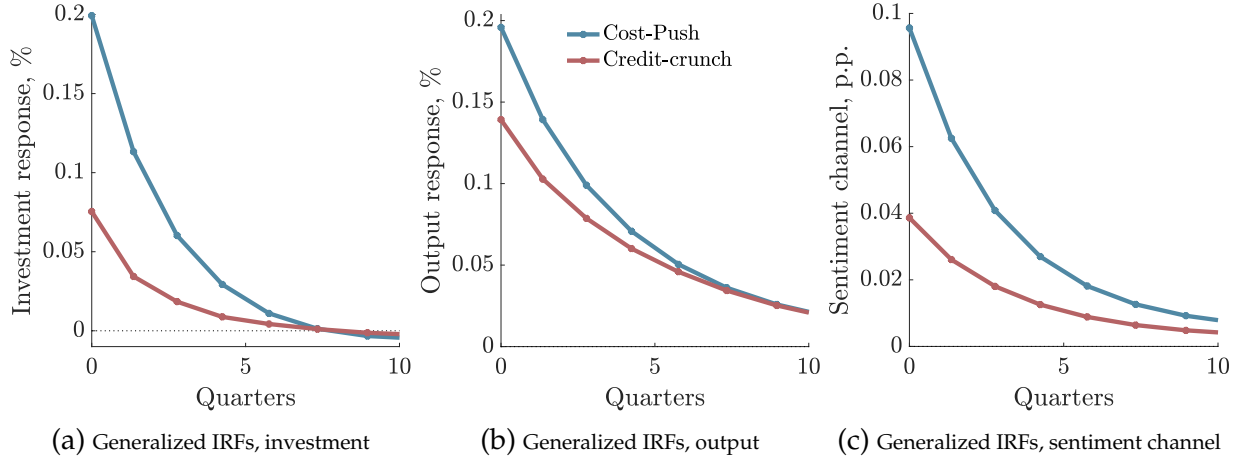 Investment response, %
0.2
0.15
0.1
0.05
0
0
5
10
Quarters
(a) Generalized IRFs, investment
Output response, %
0.2
0.15
0.1
0.05
0
0
5
10
Quarters
Cost-Push
Credit-crunch
(b) Generalized IRFs, output
Sentiment channel, p.p.
0.1
0.08
0.06
0.04
0.02
0
0
5
10
Quarters
(c) Generalized IRFs, sentiment channel